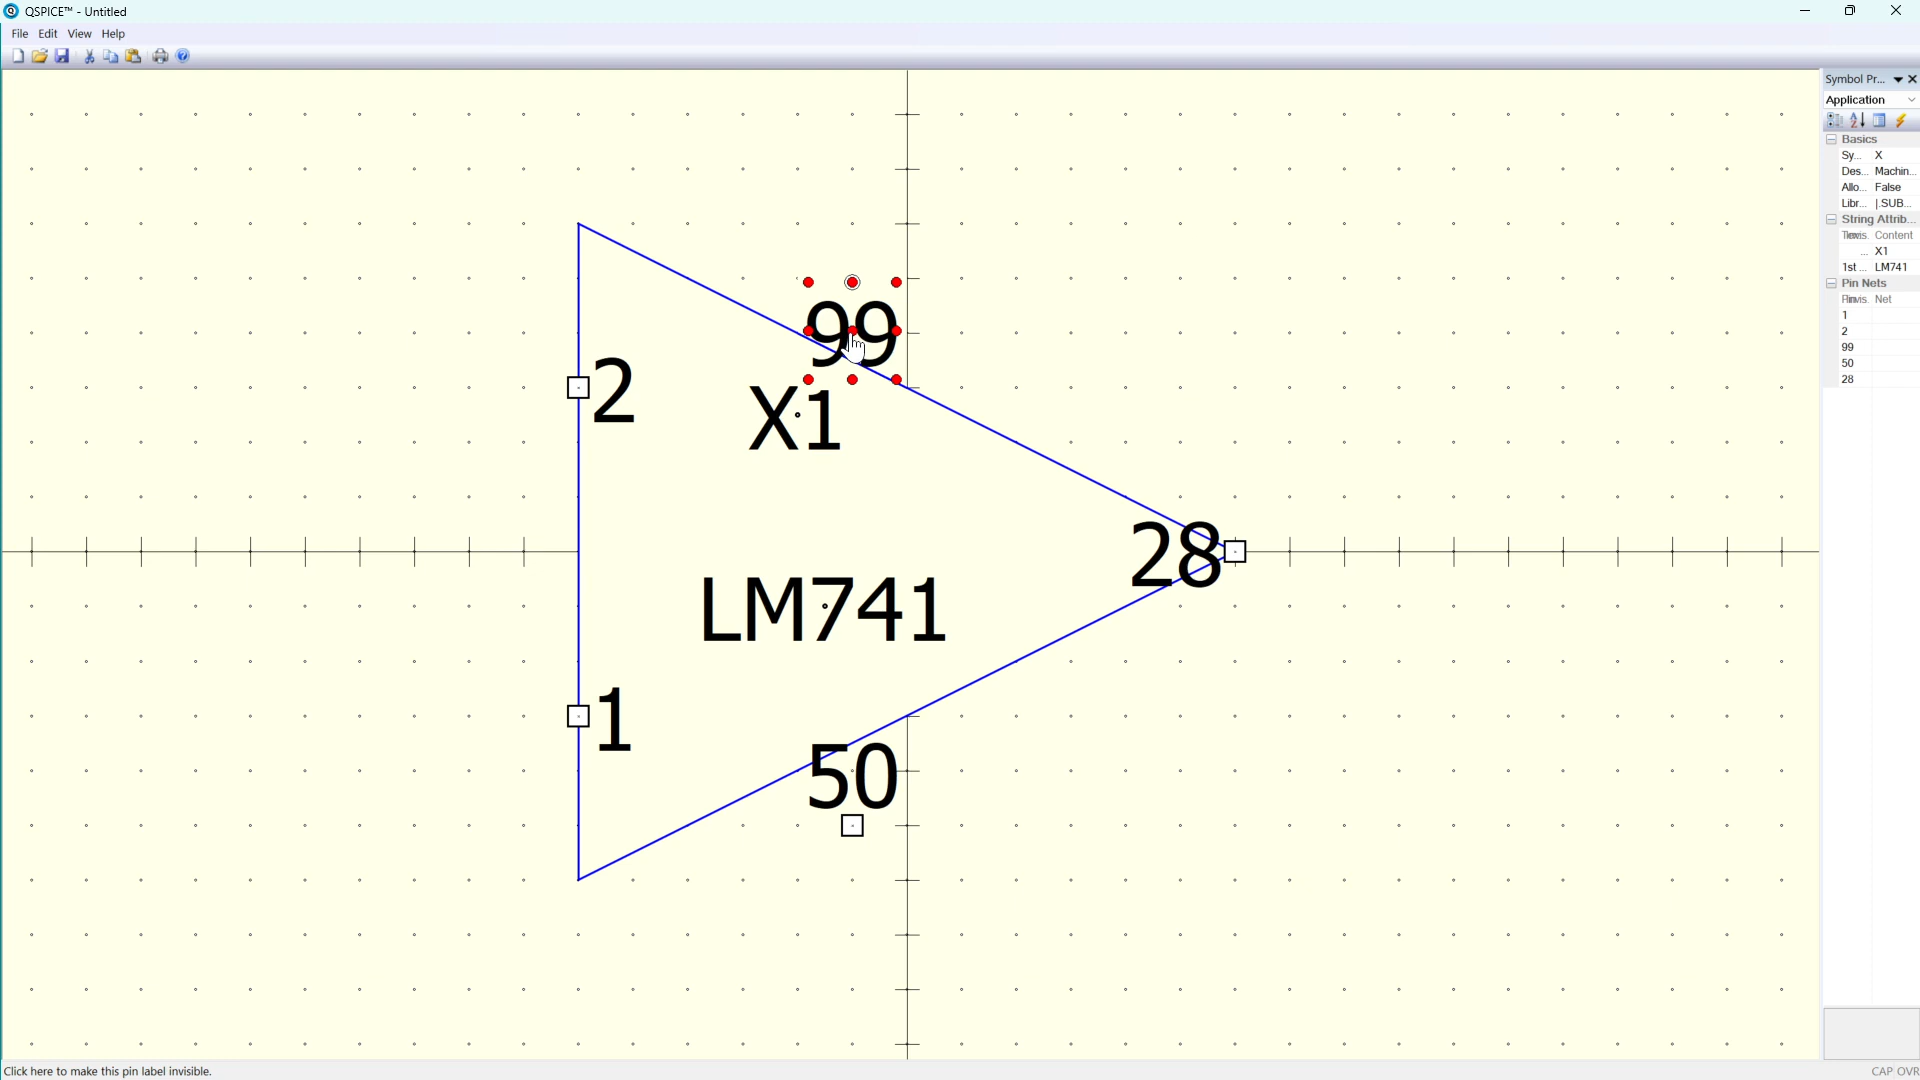 QSPICE™ - Untitled
File Edit View Help
Symbol Pr...
Application
Basics
Sy... X
Des... Machin...
Allo... False
Libr... |.SUB...
String Attrib...
Content
... X1
1st ... LM741
Pin Nets
Net
1
2
99
50
28
99
2
X1
28
LM741
1
50
Click here to make this pin label invisible.
CAP OVR